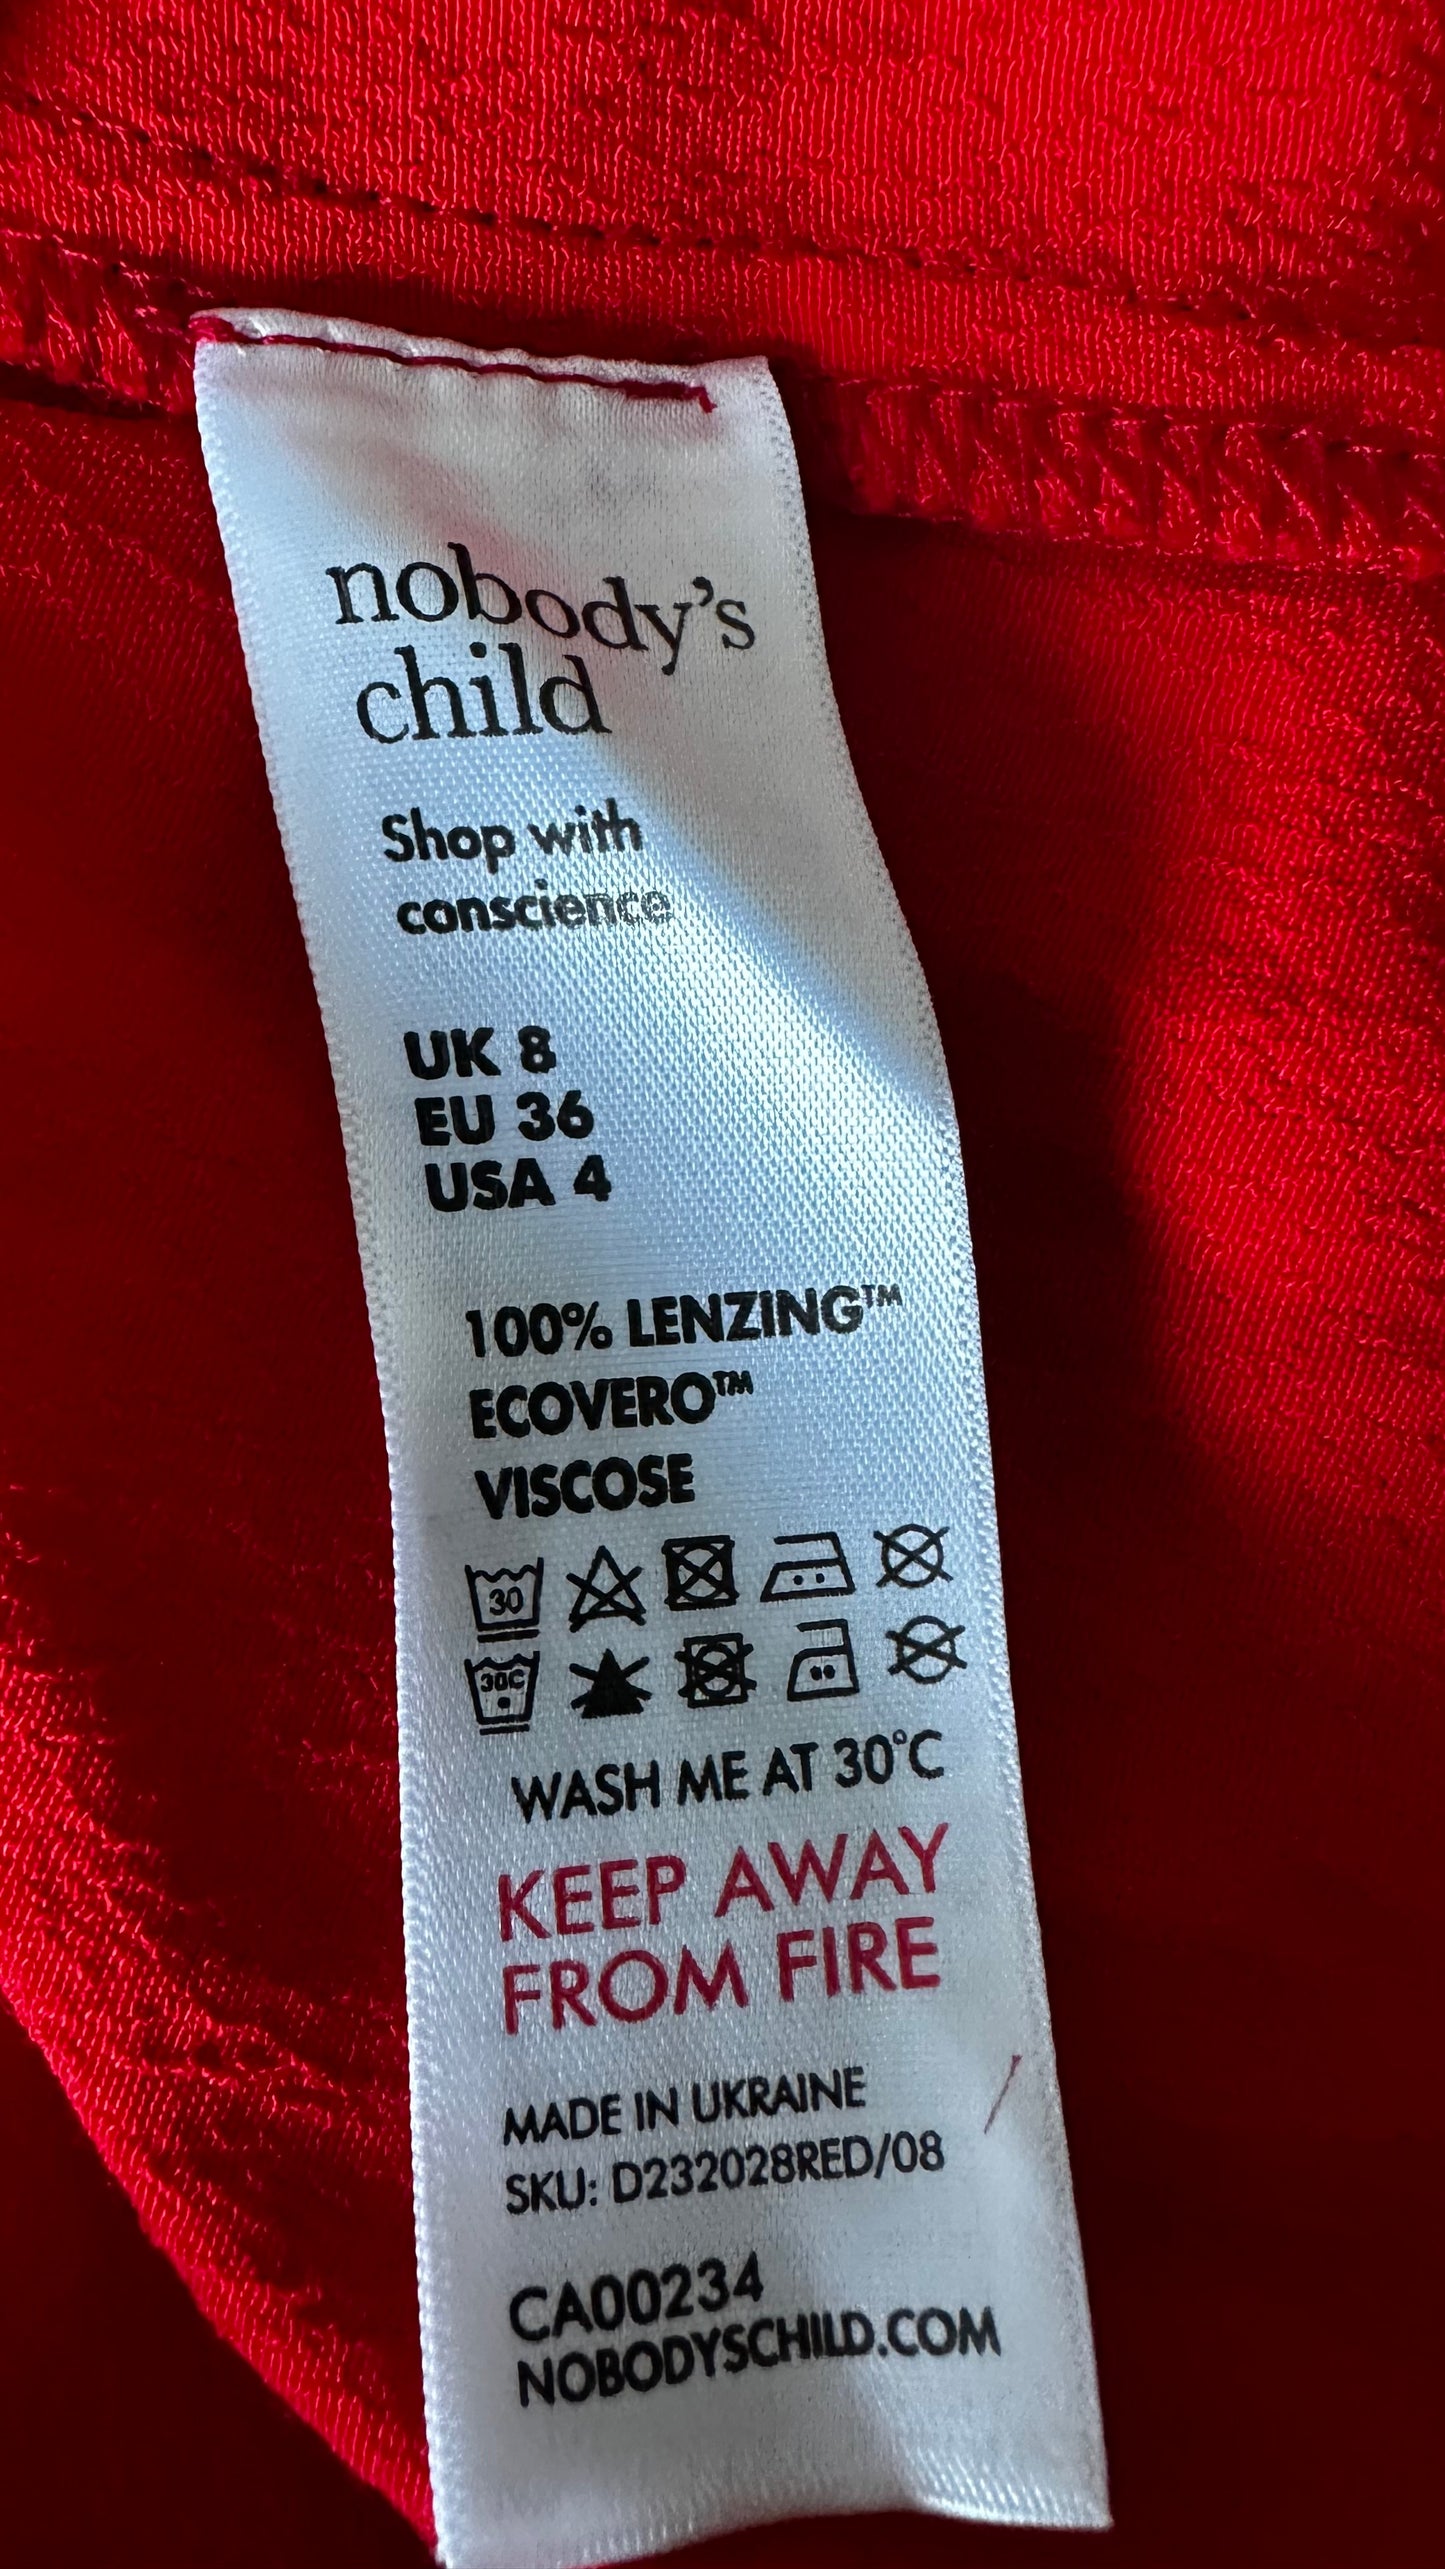 nobody's
child
Shop with
conscience
UK 8
EU 36
USA 4
100% LENZING™
ECOVERO™
VISCOSE
30
30C
WASH ME AT 30°C
KEEP AWAY
FROM FIRE
MADE IN UKRAINE
SKU: D232028RED/08
CA00234
NOBODYSCHILD.COM